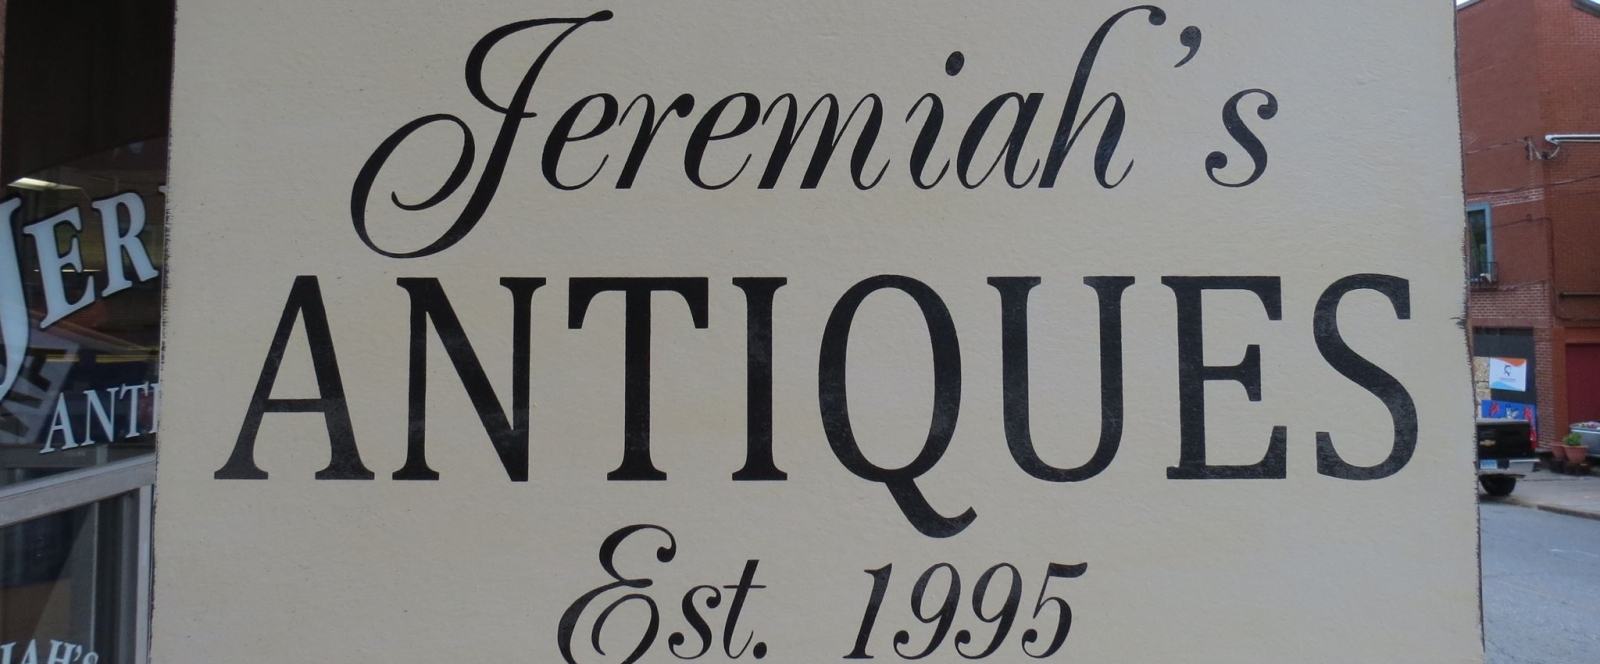 Jeremiah's
ANTIQUES
Est. 1995